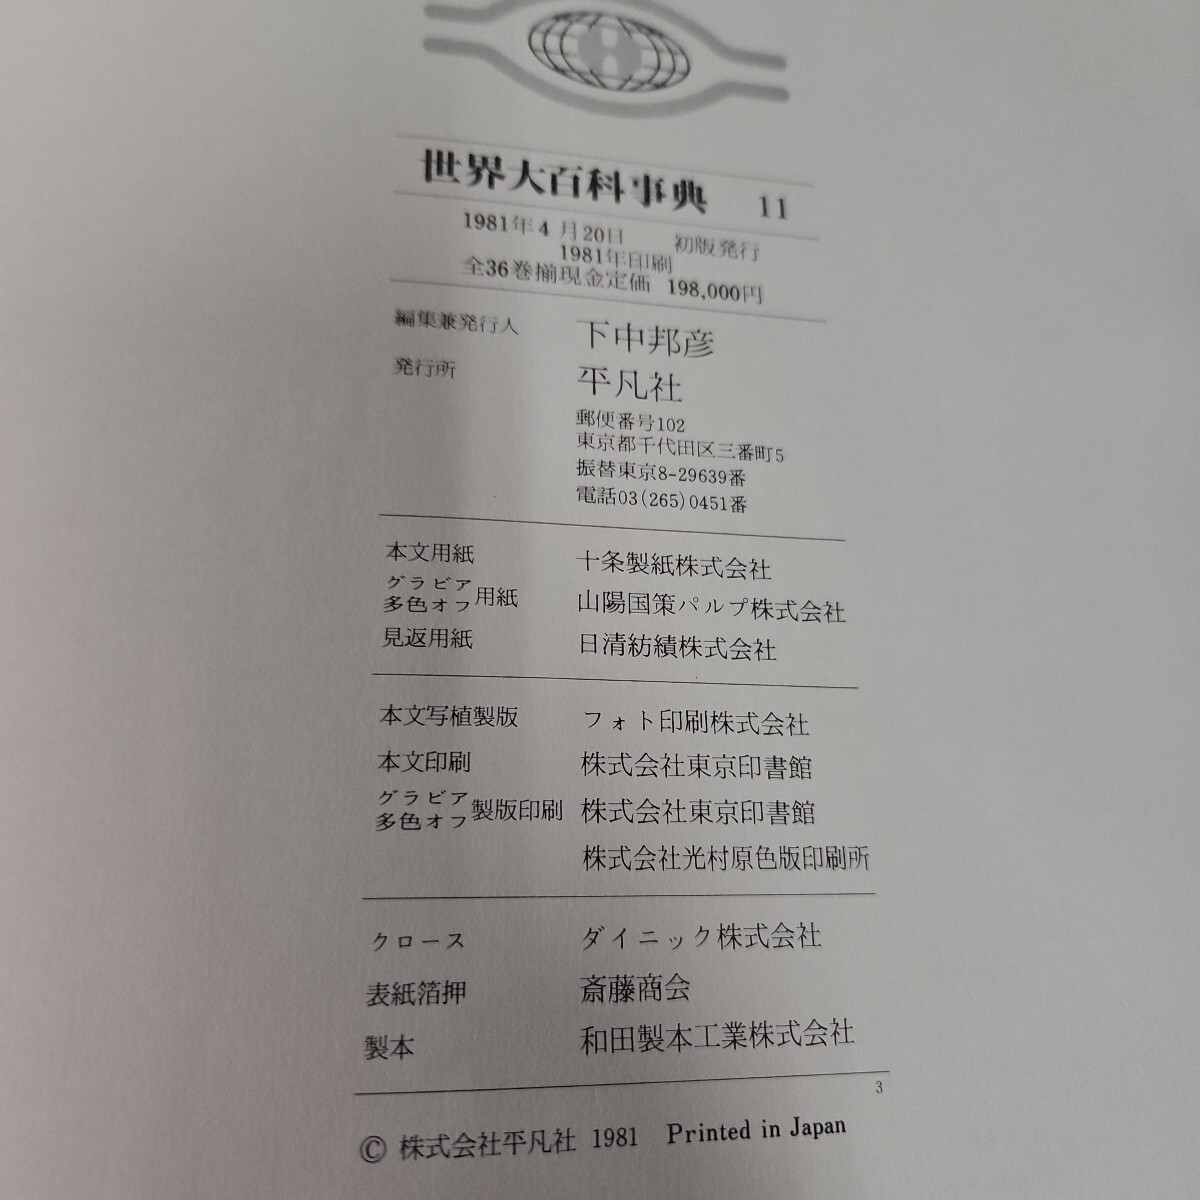 世界大百科事典 11
1981年4月20日 初版発行
1981年印刷
全36巻揃現金定価 198,000円
編集兼発行人 下中邦彦
発行所 平凡社
郵便番号102
東京都千代田区三番町5
振替東京8-29639番
電話03(265)0451番
本文用紙 十条製紙株式会社
グラビア
多色オフ用紙 山陽国策パルプ株式会社
見返用紙 日清紡績株式会社
本文写植製版 フォト印刷株式会社
本文印刷 株式会社東京印書館
グラビア
多色オフ製版印刷 株式会社東京印書館
株式会社光村原色版印刷所
クロース ダイニック株式会社
表紙箔押 斎藤商会
製本 和田製本工業株式会社
3
© 株式会社平凡社 1981 Printed in Japan